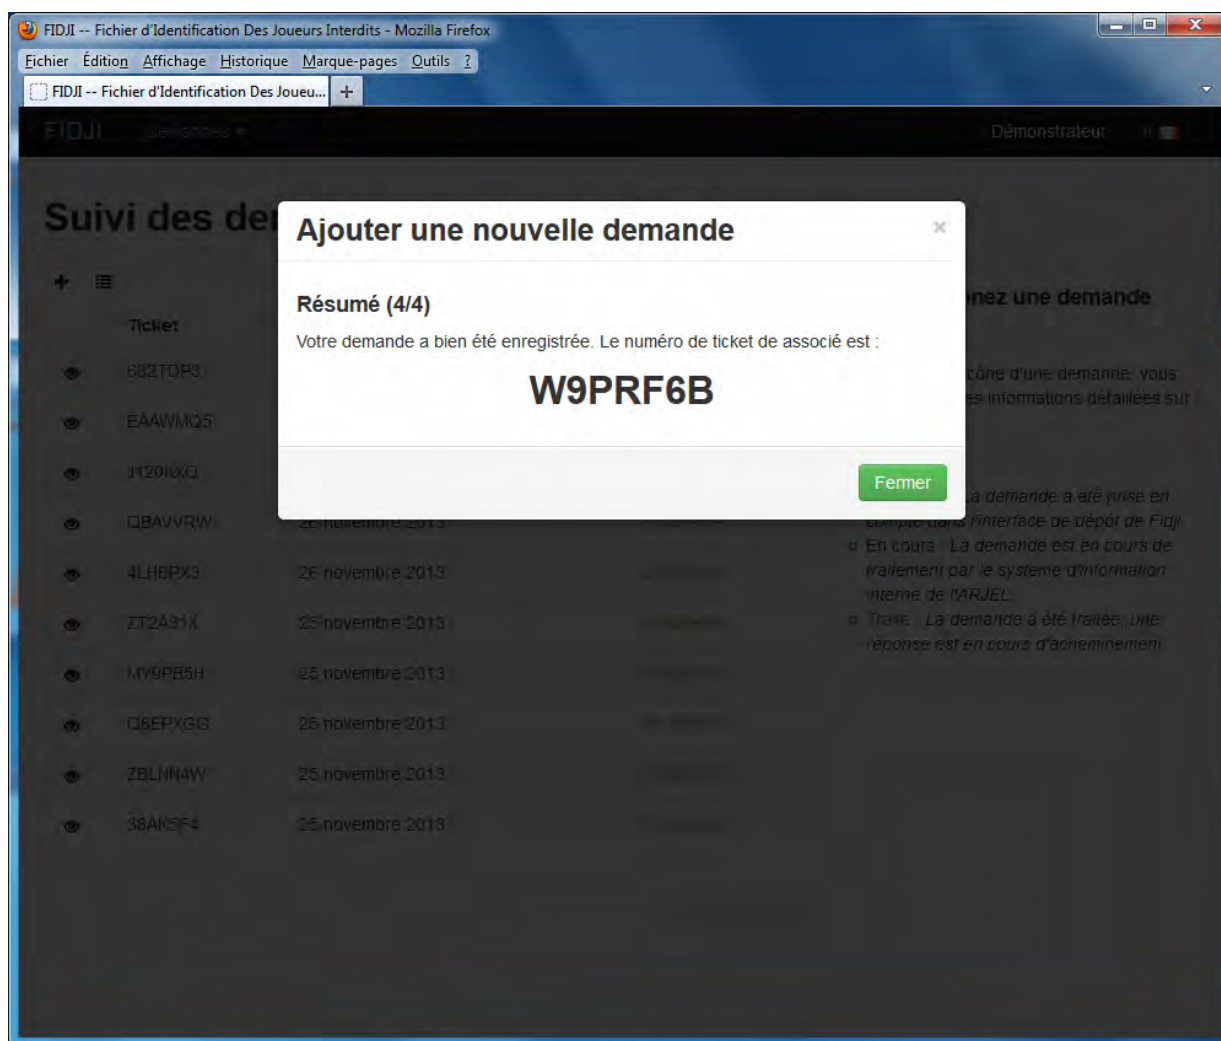 FIDJI -- Fichier d'Identification Des Joueurs Interdits - Mozilla Firefox
Fichier Édition Affichage Historique Marque-pages Outils ?
FIDJI -- Fichier d'Identification Des Joueu... +
FIDJI Demandes
Démonstrateur
Suivi des de
Ajouter une nouvelle demande ×
Résumé (4/4)
Votre demande a bien été enregistrée. Le numéro de ticket de associé est :
W9PRF6B
Fermer
Ticket
682TDP3
EAAWMQ5
QBAVVRW 26 novembre 2013
4LHBPX3 26 novembre 2013
ZT2A31X 25 novembre 2013
MY9PB5H 25 novembre 2013
Q8EPXGG 25 novembre 2013
ZBLNN4W 25 novembre 2013
38AK5F4 25 novembre 2013
nez une demande
icône d'une demande, vous
es informations détaillées sur
La demande a été prise en
compte dans l'interface de dépôt de Fidji
En cours : La demande est en cours de
traitement par le système d'information
interne de l'ARJEL
Traité : La demande a été traitée, une
réponse est en cours d'acheminement